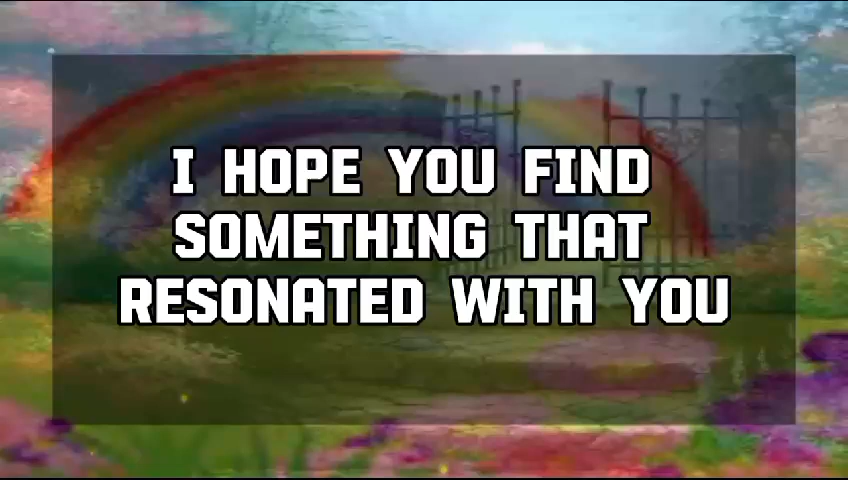 I HOPE YOU FIND
SOMETHING THAT
RESONATED WITH YOU